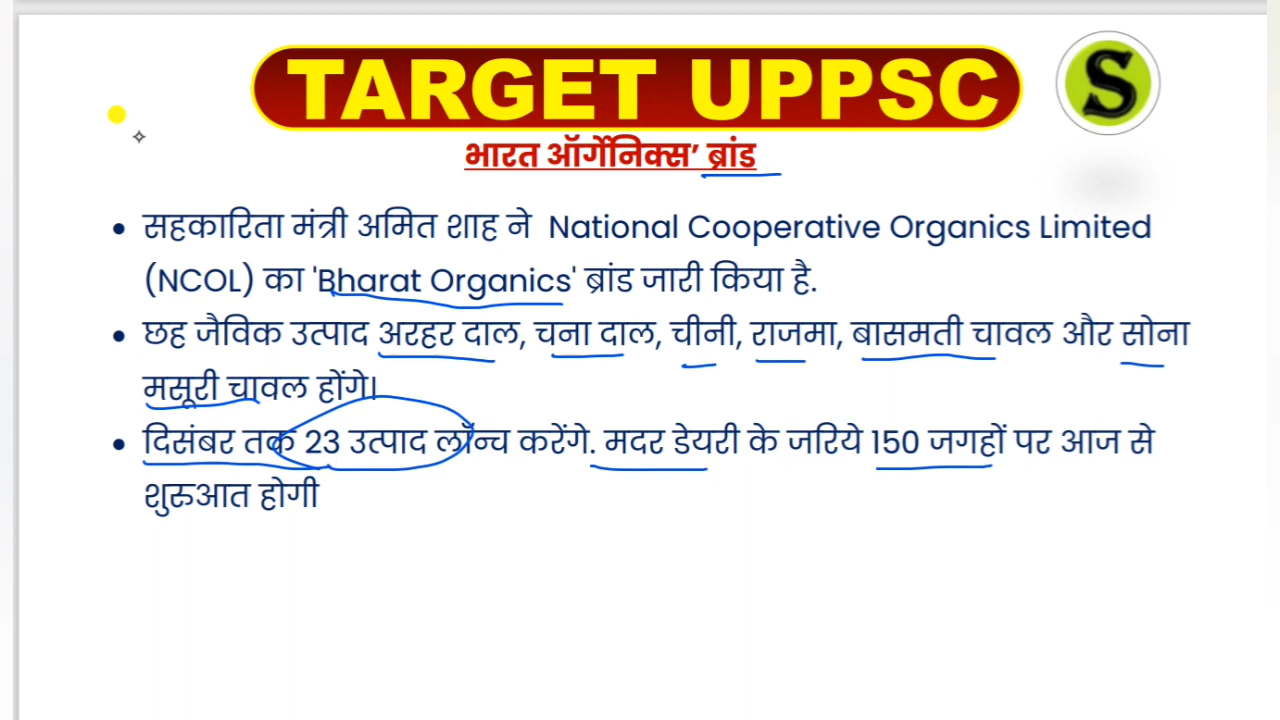 TARGET UPPSC
S
भारत ऑर्गेनिक्स’ ब्रांड
• सहकारिता मंत्री अमित शाह ने National Cooperative Organics Limited
(NCOL) का 'Bharat Organics' ब्रांड जारी किया है.
• छह जैविक उत्पाद अरहर दाल, चना दाल, चीनी, राजमा, बासमती चावल और सोना
मसूरी चावल होंगे।
• दिसंबर तक 23 उत्पाद लॉन्च करेंगे. मदर डेयरी के जरिये 150 जगहों पर आज से
शुरुआत होगी